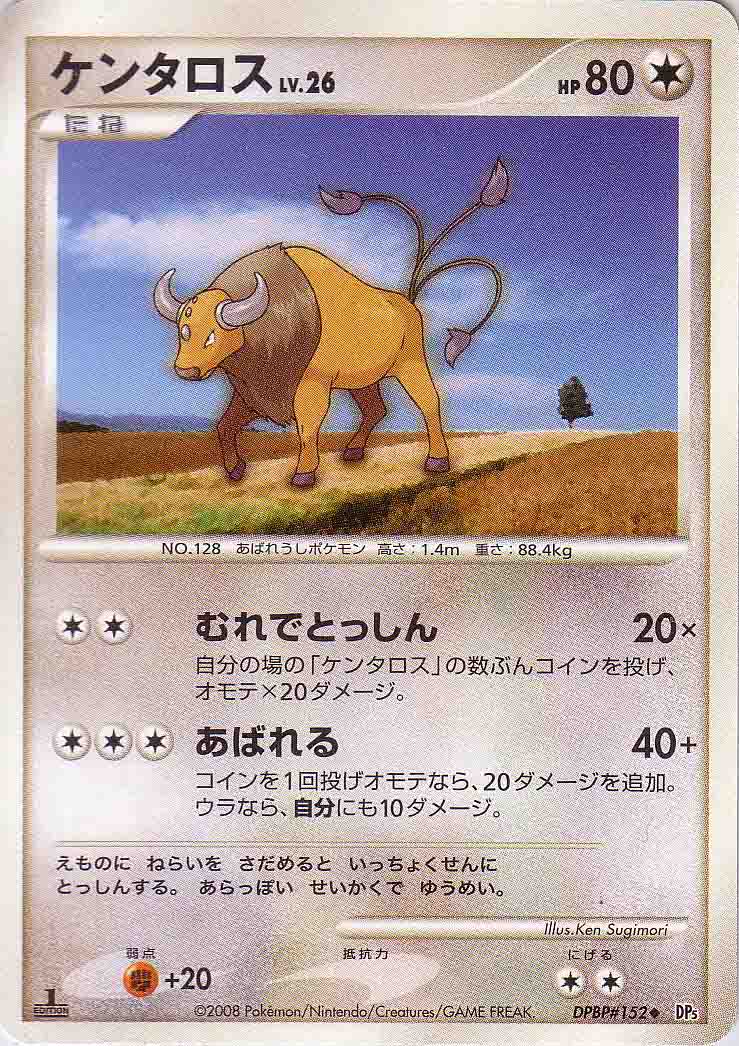 ケンタロス LV.26 HP 80
たね
NO.128 あばれうしポケモン 高さ:1.4m 重さ:88.4kg
むれでとっしん 20×
自分の場の「ケンタロス」の数ぶんコインを投げ、
オモテ×20ダメージ。
あばれる 40+
コインを1回投げオモテなら、20ダメージを追加。
ウラなら、自分にも10ダメージ。
えものに ねらいを さだめると いっちょくせんに
とっしんする。 あらっぽい せいかくで ゆうめい。
Illus.Ken Sugimori
弱点 抵抗力 にげる
+20
1 EDITION ©2008 Pokémon/Nintendo/Creatures/GAME FREAK. DPBP#152◆ DP5